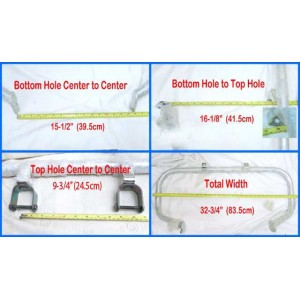 Bottom Hole Center to Center
15-1/2" (39.5cm)
Bottom Hole to Top Hole
16-1/8" (41.5cm)
Top Hole Center to Center
9-3/4"(24.5cm)
Total Width
32-3/4" (83.5cm)